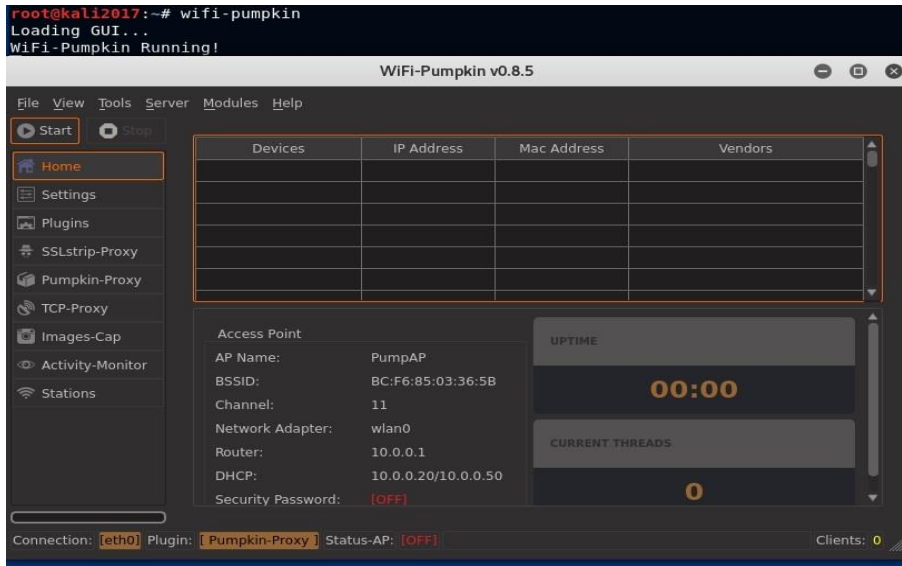 root@kali2017:~# wifi-pumpkin
Loading GUI...
WiFi-Pumpkin Running!
WiFi-Pumpkin v0.8.5
File View Tools Server Modules Help
Start Stop
Devices IP Address Mac Address Vendors
Home
Settings
Plugins
SSLstrip-Proxy
Pumpkin-Proxy
TCP-Proxy
Images-Cap
Activity-Monitor
Stations
Access Point
AP Name: PumpAP
BSSID: BC:F6:85:03:36:5B
Channel: 11
Network Adapter: wlan0
Router: 10.0.0.1
DHCP: 10.0.0.20/10.0.0.50
Security Password: [OFF]
UPTIME
00:00
CURRENT THREADS
0
Connection: [eth0] Plugin: [ Pumpkin-Proxy ] Status-AP: [OFF] Clients: 0